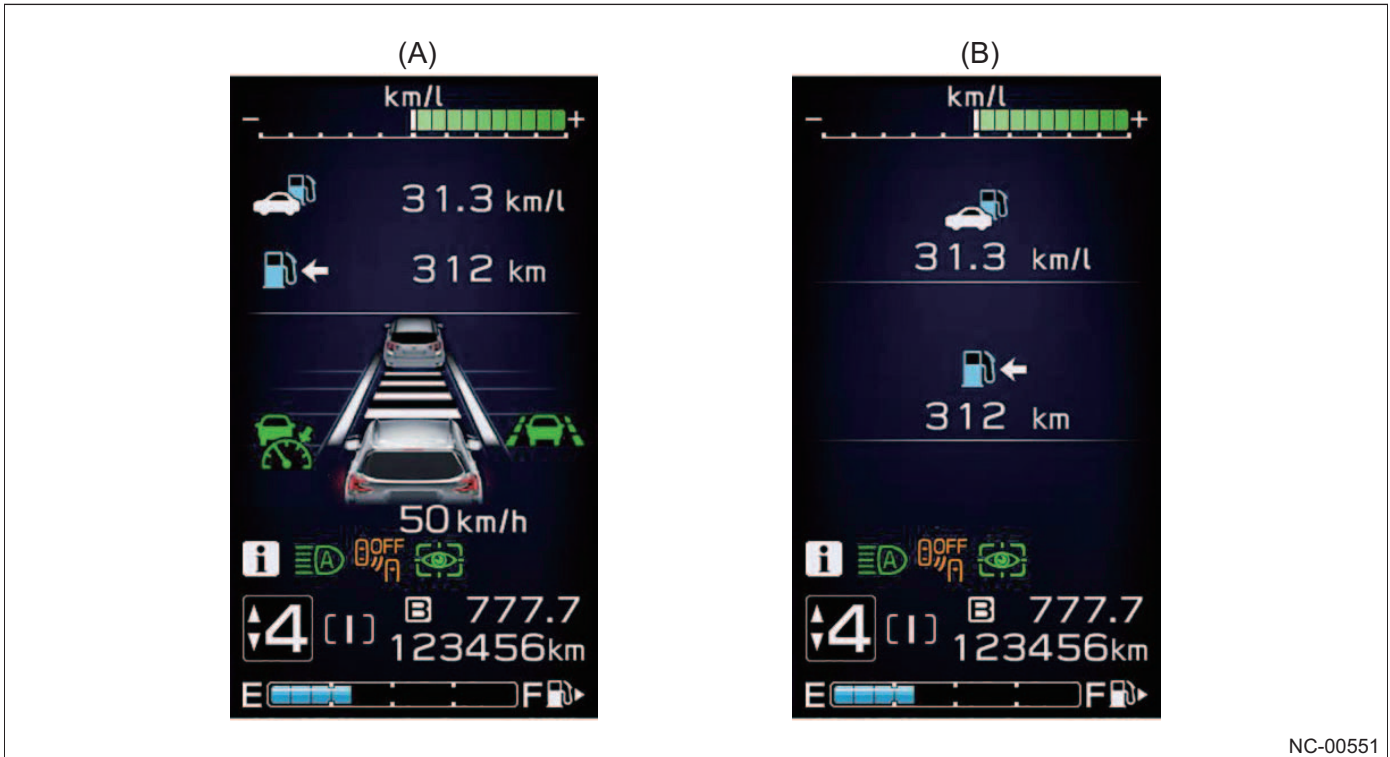 (A)
km/l
− +
31.3 km/l
312 km
50 km/h
i A OFF
4 [I] B 777.7
123456km
E F
(B)
km/l
− +
31.3 km/l
312 km
i A OFF
4 [I] B 777.7
123456km
E F
NC-00551